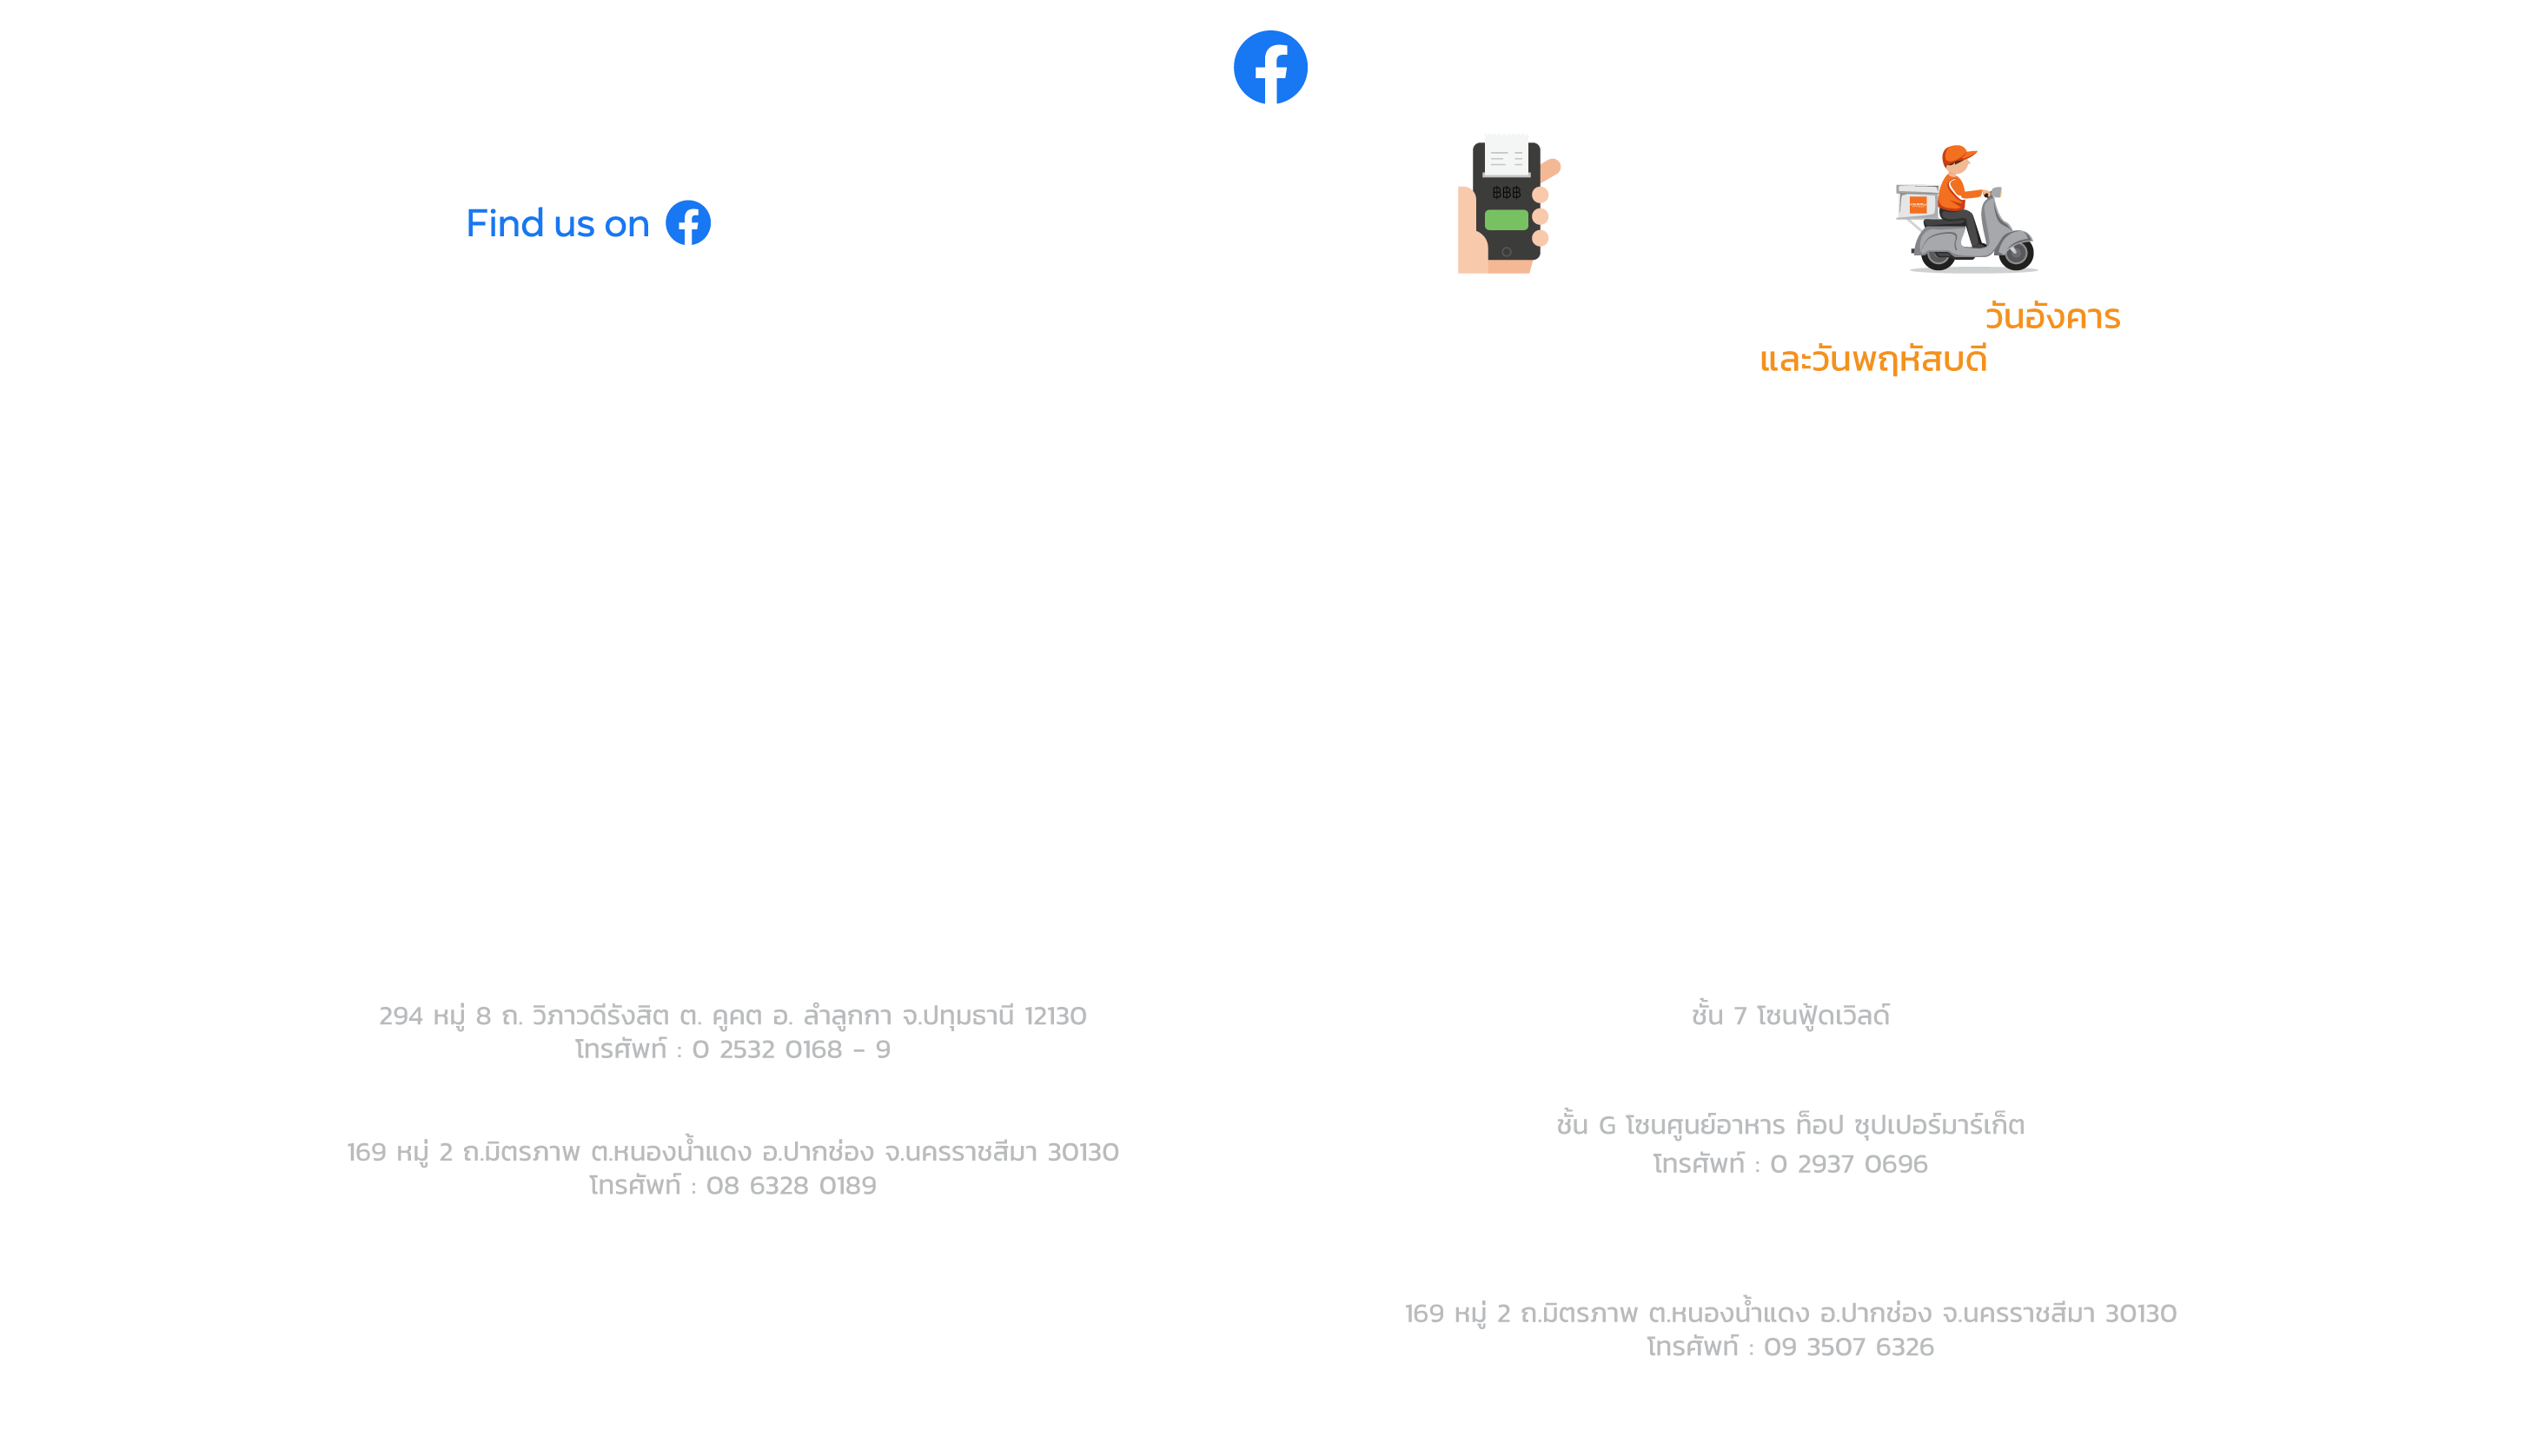 Find us on
฿฿฿
วันอังคาร
และวันพฤหัสบดี
294 หมู่ 8 ถ. วิภาวดีรังสิต ต. คูคต อ. ลำลูกกา จ.ปทุมธานี 12130
โทรศัพท์ : 0 2532 0168 - 9
169 หมู่ 2 ถ.มิตรภาพ ต.หนองน้ำแดง อ.ปากช่อง จ.นครราชสีมา 30130
โทรศัพท์ : 08 6328 0189
ชั้น 7 โซนฟู้ดเวิลด์
ชั้น G โซนศูนย์อาหาร ท็อป ซุปเปอร์มาร์เก็ต
โทรศัพท์ : 0 2937 0696
169 หมู่ 2 ถ.มิตรภาพ ต.หนองน้ำแดง อ.ปากช่อง จ.นครราชสีมา 30130
โทรศัพท์ : 09 3507 6326